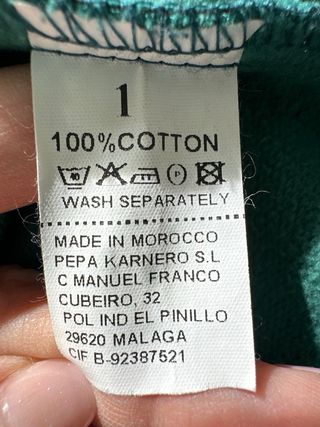 1
100%COTTON
40 P
WASH SEPARATELY
MADE IN MOROCCO
PEPA KARNERO S.L
C MANUEL FRANCO
CUBEIRO, 32
POL IND EL PINILLO
29620 MALAGA
CIF B-92387521